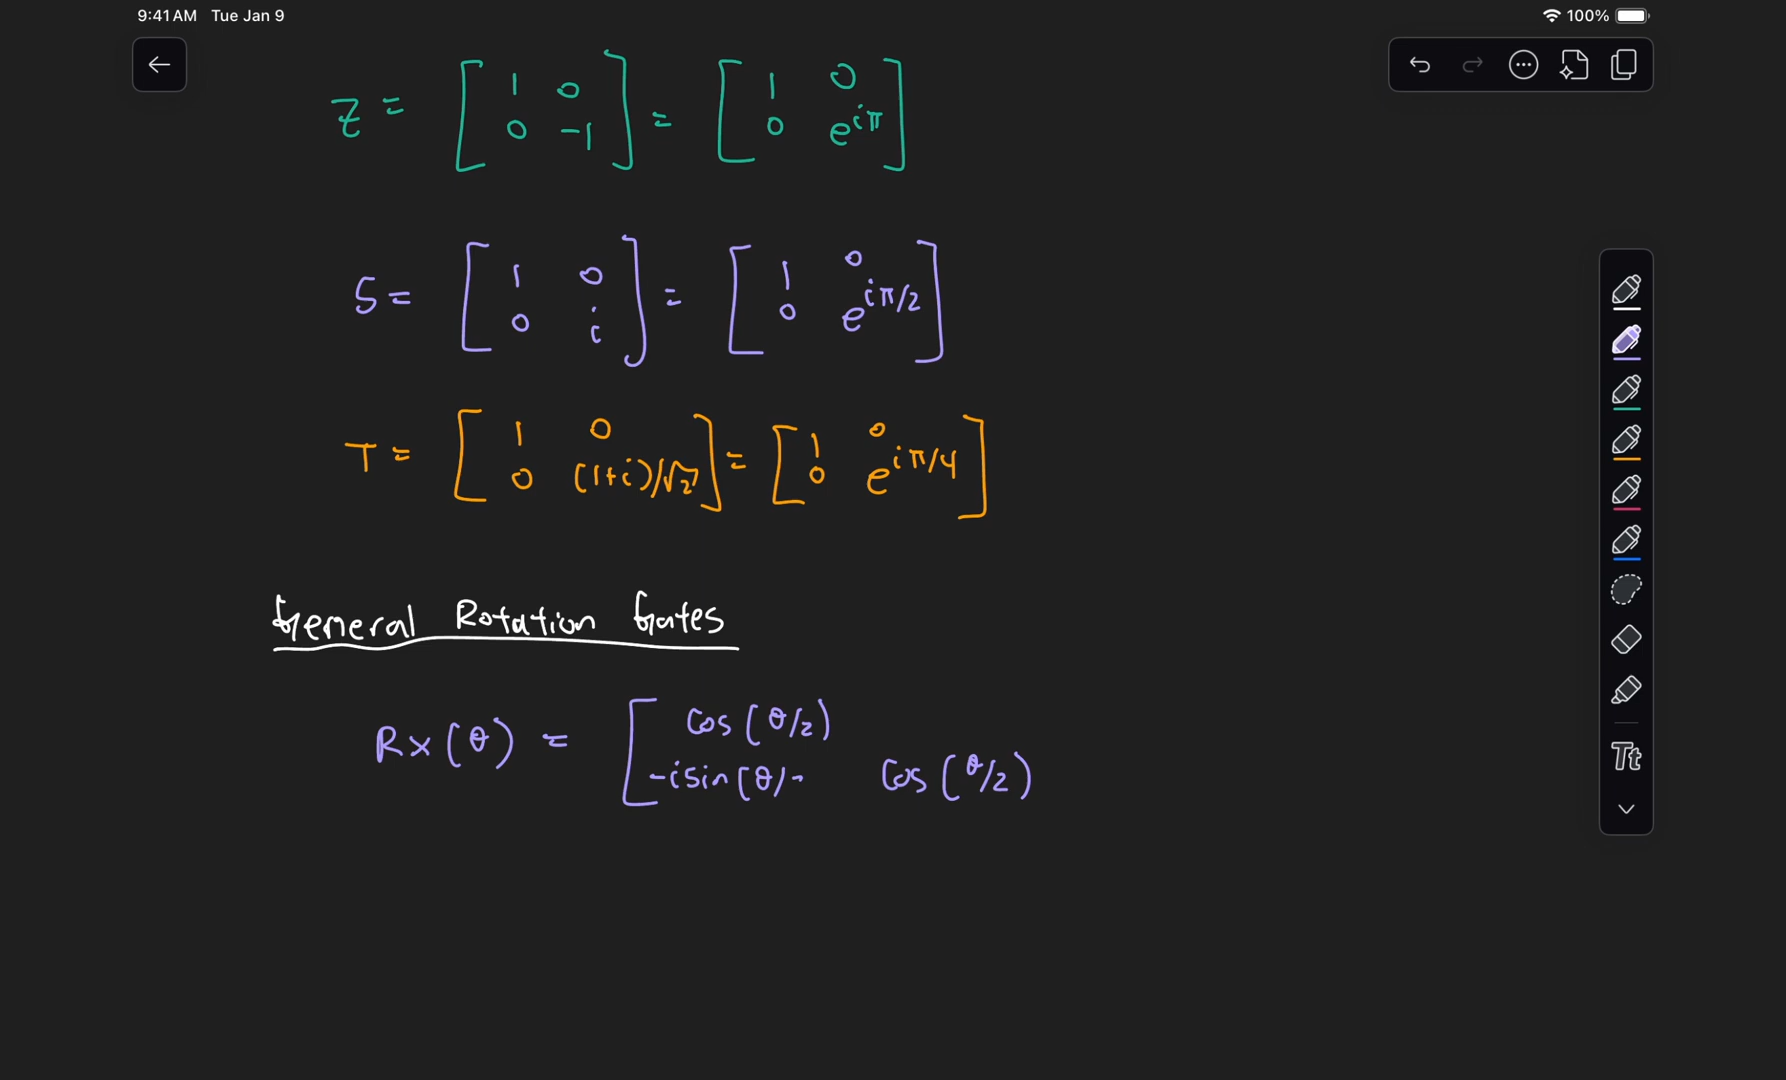 9:41 AM Tue Jan 9
100%
Z = [ 1 0 ] = [ 1 0 ]
[ 0 -1 ] [ 0 e^{iπ} ]
S = [ 1 0 ] = [ 1 0 ]
[ 0 i ] [ 0 e^{iπ/2} ]
T = [ 1 0 ] = [ 1 0 ]
[ 0 (1+i)/√2 ] [ 0 e^{iπ/4} ]
General Rotation Gates
Rx(θ) = [ cos(θ/2)
-isin(θ/- cos(θ/2)
Tt